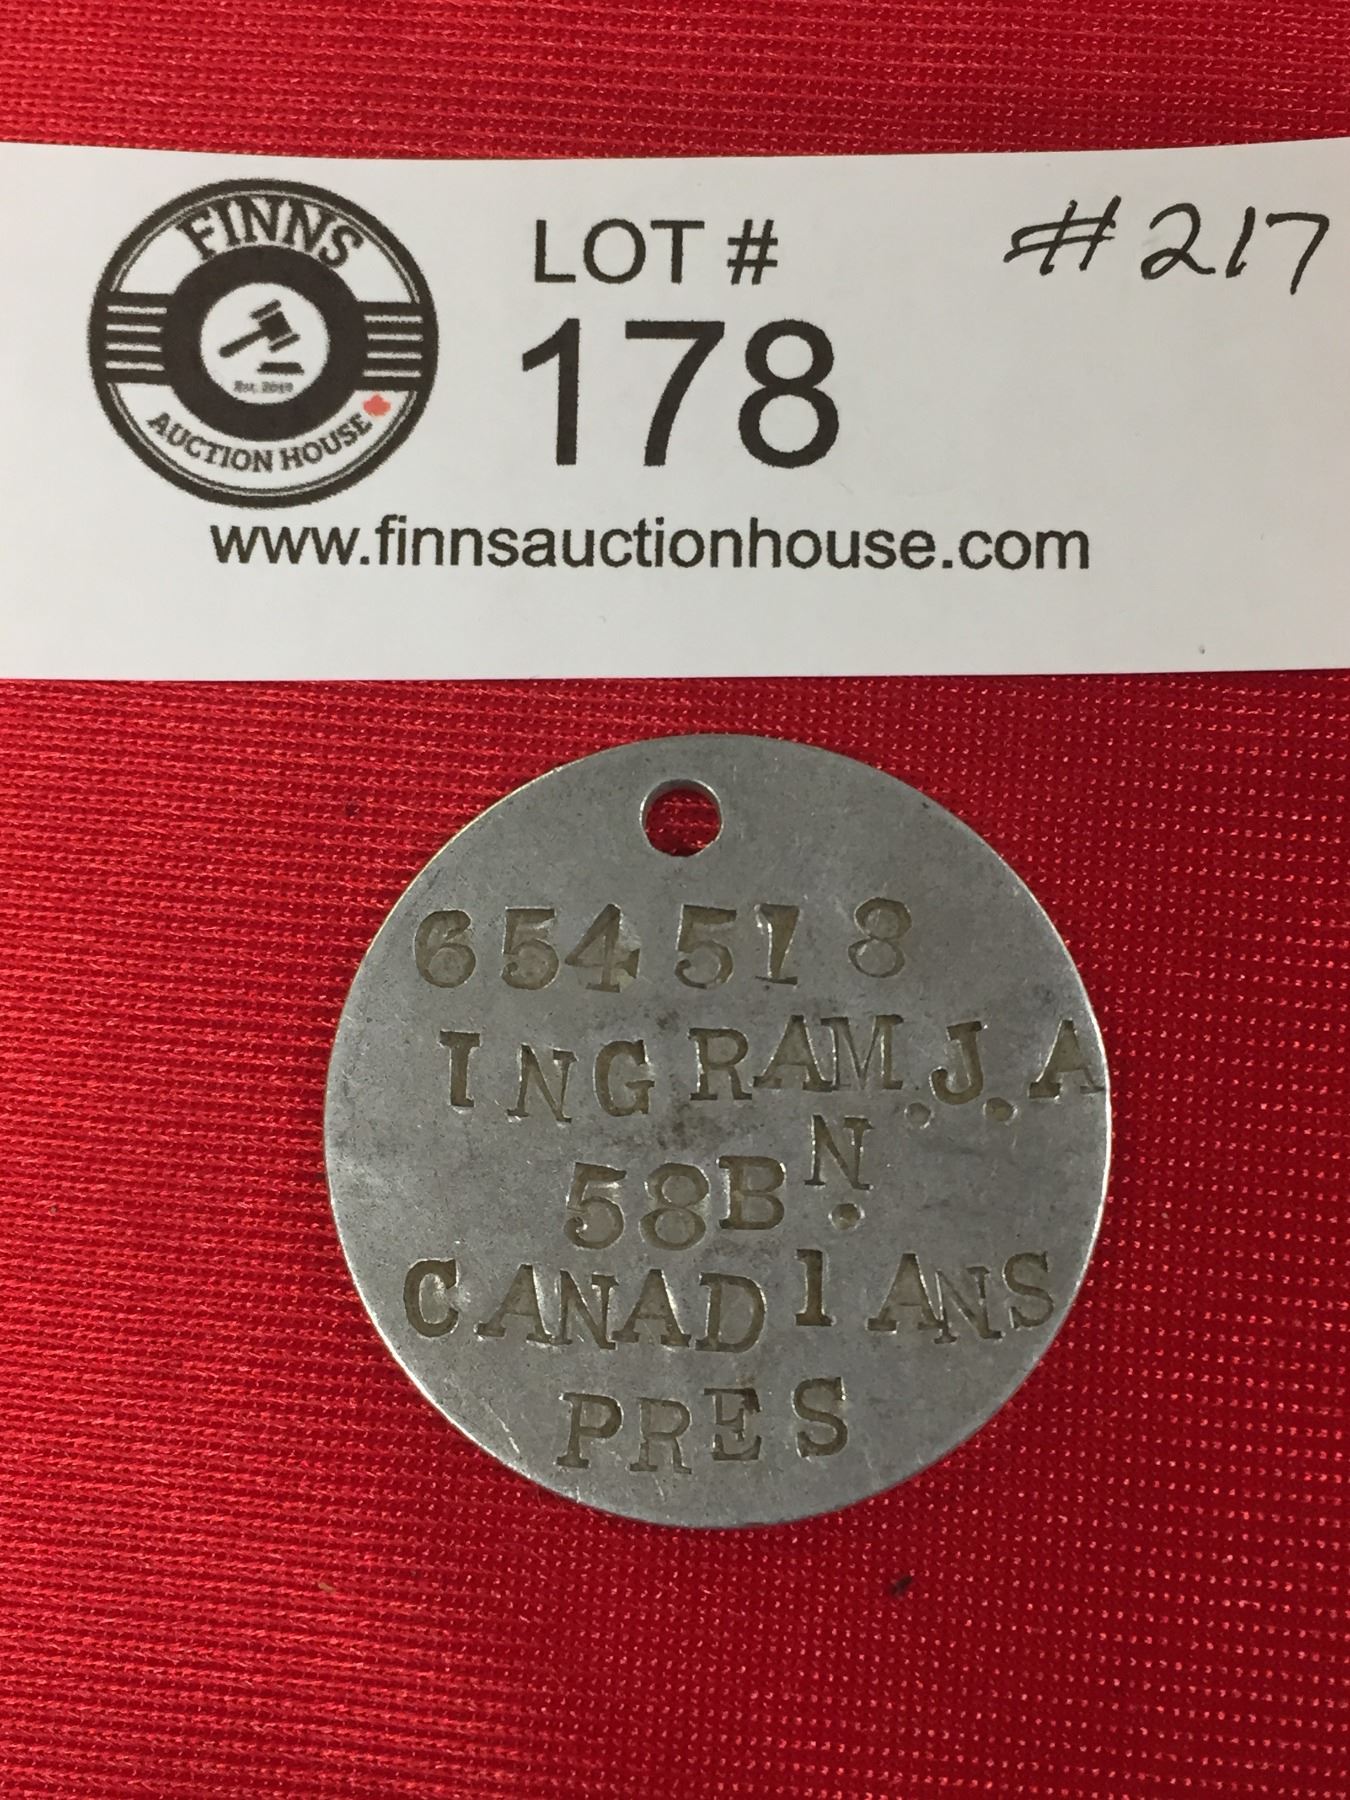 FINNS
Est. 2019
AUCTION HOUSE
LOT #
178
#217
www.finnsauctionhouse.com
654518
INGRAM.J.A
58BN.
CANADIANS
PRES